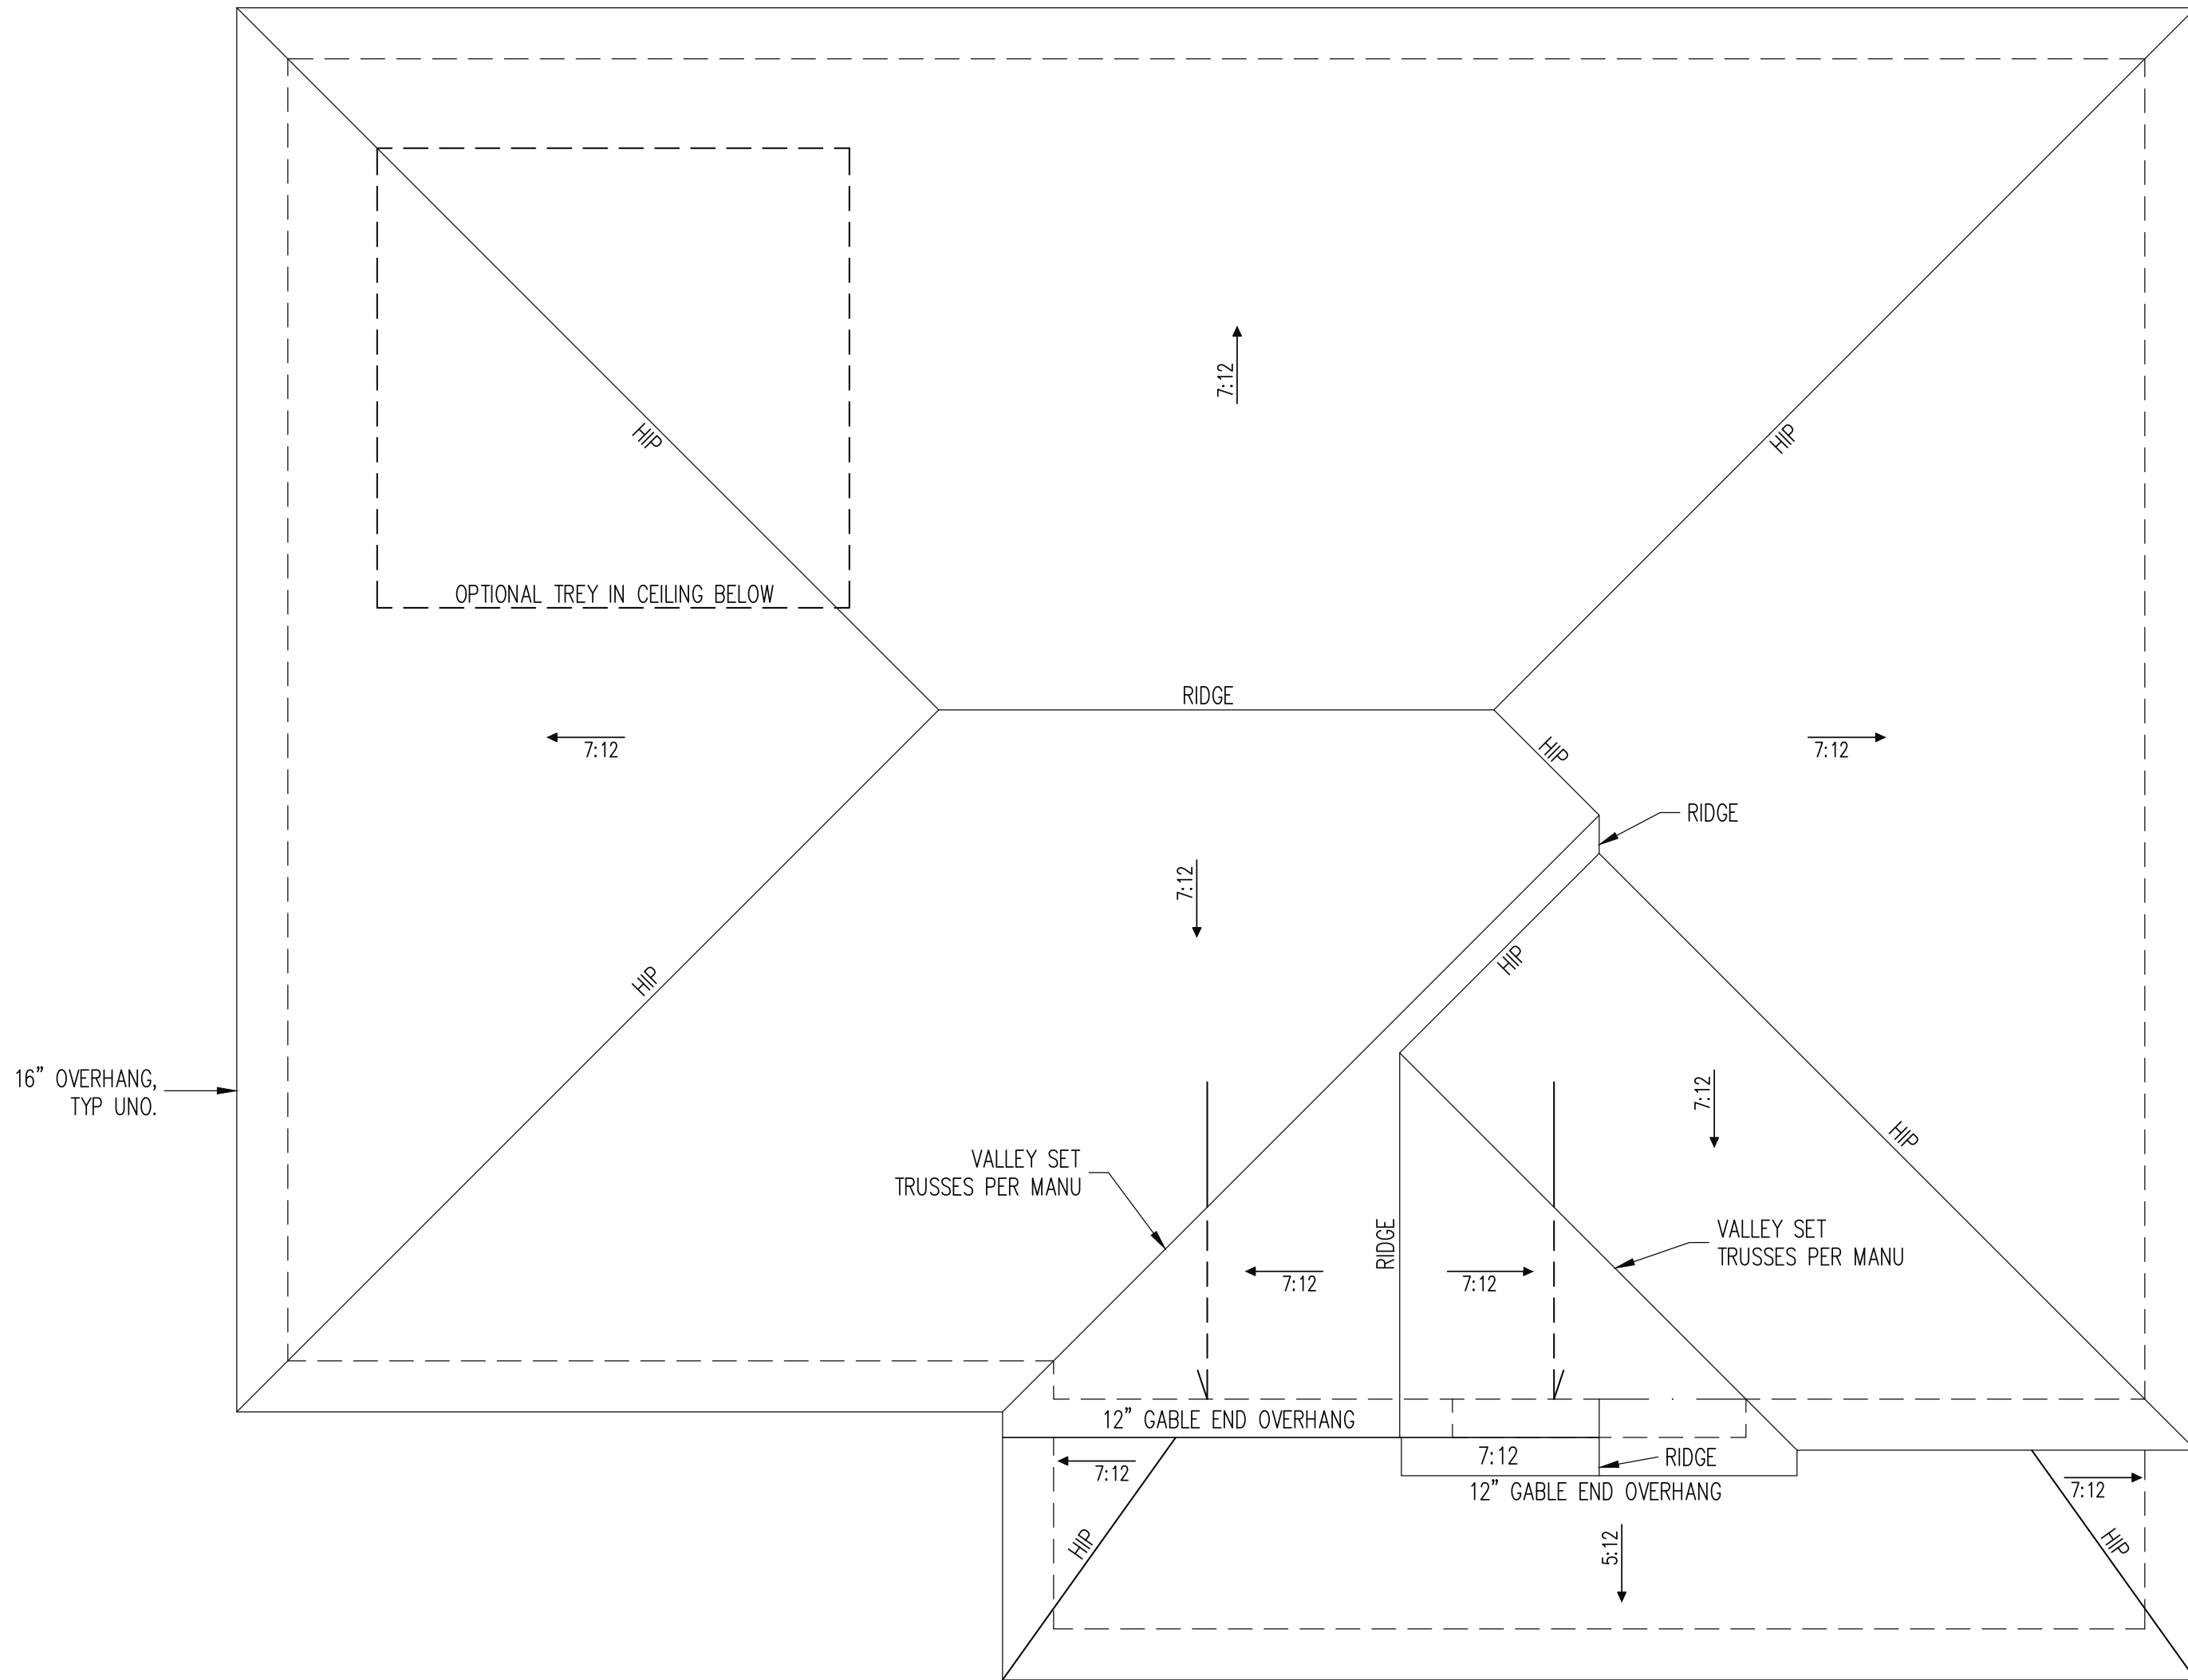 7:12
HIP
HIP
OPTIONAL TREY IN CEILING BELOW
RIDGE
7:12
HIP
7:12
RIDGE
7:12
HIP
HIP
16" OVERHANG,
TYP UNO.
7:12
HIP
VALLEY SET
TRUSSES PER MANU
RIDGE
VALLEY SET
TRUSSES PER MANU
7:12
7:12
12" GABLE END OVERHANG
7:12
7:12
RIDGE
7:12
12" GABLE END OVERHANG
HIP
5:12
HIP